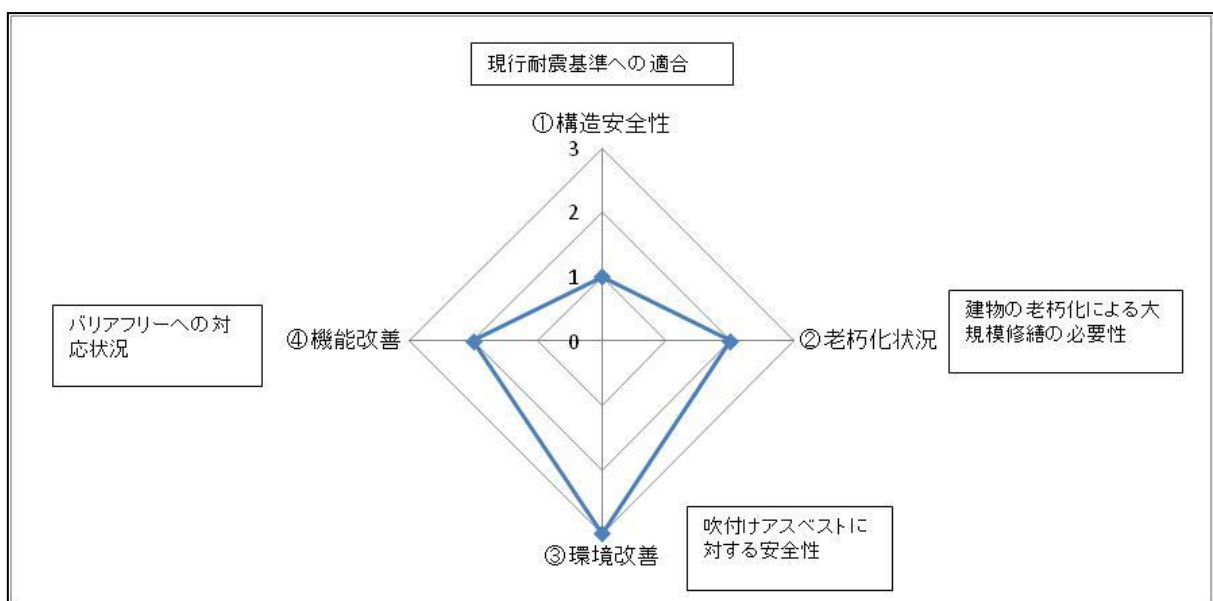 現行耐震基準への適合
①構造安全性
3
2
1
0
バリアフリーへの対
応状況
④機能改善
②老朽化状況
建物の老朽化による大
規模修繕の必要性
③環境改善
吹付けアスベストに
対する安全性